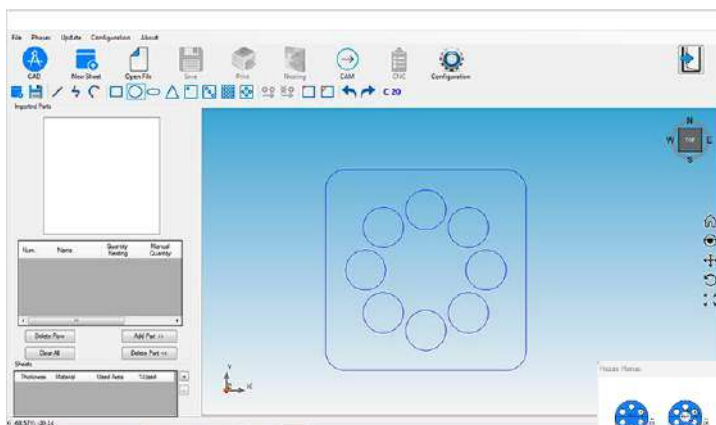 File Phases Update Configuration About
CAD New Sheet Open File Save Print Nesting CAM CNC Configuration
C 20
Imported Parts
N
W TOP E
S
Num. Name Quantity Nesting Manual Quantity
Delete Row Add Part >>
Clear All Delete Part <<
Sheets
Thickness Material Used Area %Used
Y
X